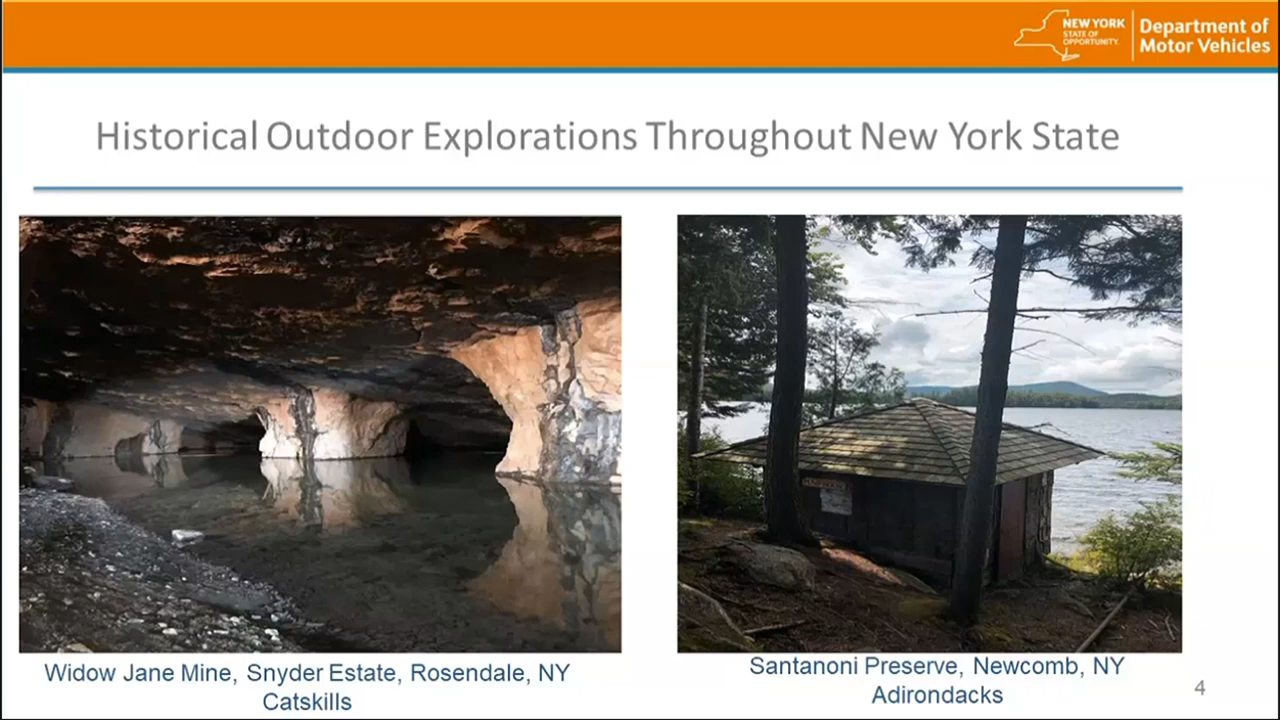 NEW YORK
STATE OF
OPPORTUNITY.
Department of
Motor Vehicles
Historical Outdoor Explorations Throughout New York State
Widow Jane Mine, Snyder Estate, Rosendale, NY
Catskills
Santanoni Preserve, Newcomb, NY
Adirondacks
4